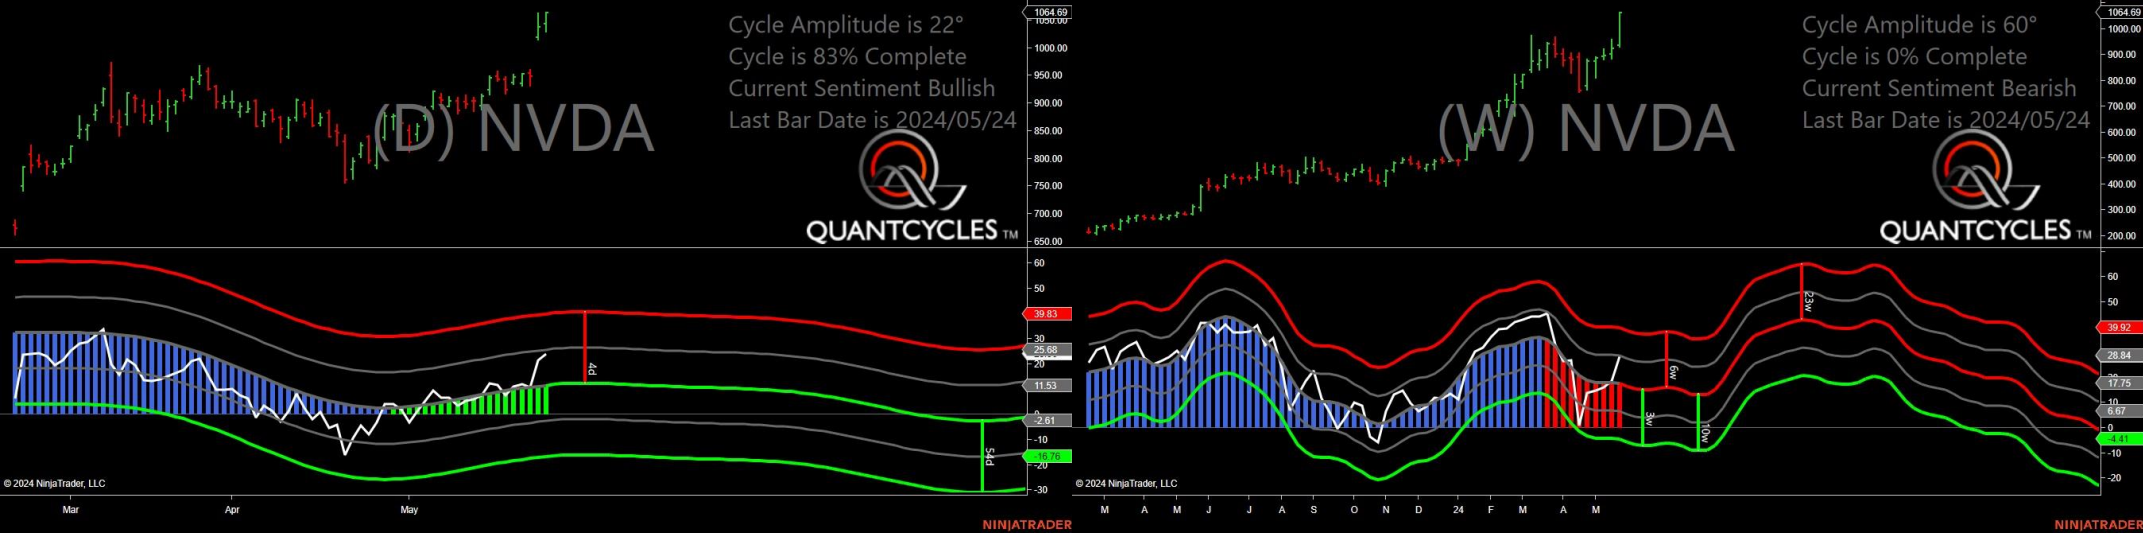 Cycle Amplitude is 22°
Cycle is 83% Complete
Current Sentiment Bullish
Last Bar Date is 2024/05/24
(D) NVDA
QUANTCYCLES TM
1064.69
1050.00
1000.00
950.00
900.00
850.00
800.00
750.00
700.00
650.00
60
50
39.83
30
25.68
20
11.53
0
-2.61
-10
-16.76
-20
-30
4d
54d
© 2024 NinjaTrader, LLC
Mar Apr May
NINJATRADER
Cycle Amplitude is 60°
Cycle is 0% Complete
Current Sentiment Bearish
Last Bar Date is 2024/05/24
(W) NVDA
QUANTCYCLES TM
1064.69
1000.00
900.00
800.00
700.00
600.00
500.00
400.00
300.00
200.00
60
50
39.92
28.84
20
17.75
6.67
0
-4.41
-10
-20
23w
6w
3w
10w
© 2024 NinjaTrader, LLC
M A M J J A S O N D 24 F M A M
NINJATRADER